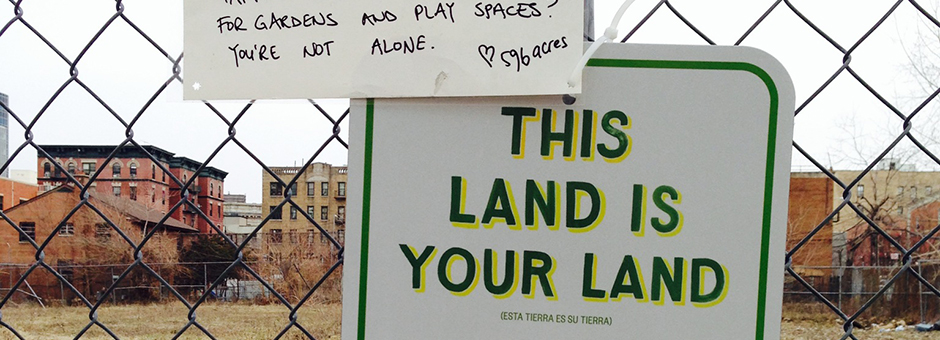 FOR GARDENS AND PLAY SPACES?
YOU'RE NOT ALONE.
♡596 acres
THIS
LAND IS
YOUR LAND
(ESTA TIERRA ES SU TIERRA)